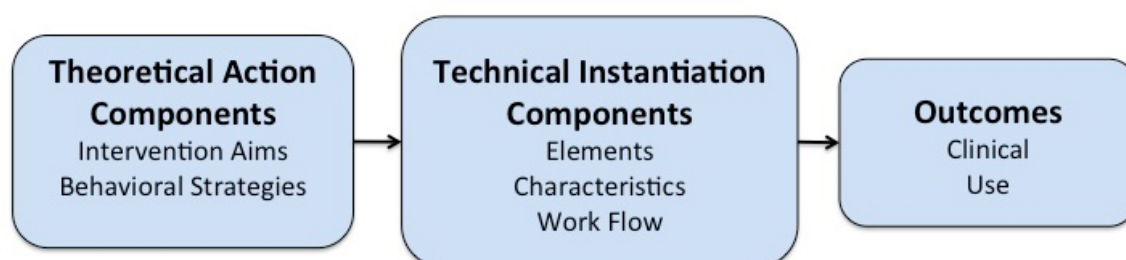 Theoretical Action
Components
Intervention Aims
Behavioral Strategies
Technical Instantiation
Components
Elements
Characteristics
Work Flow
Outcomes
Clinical
Use